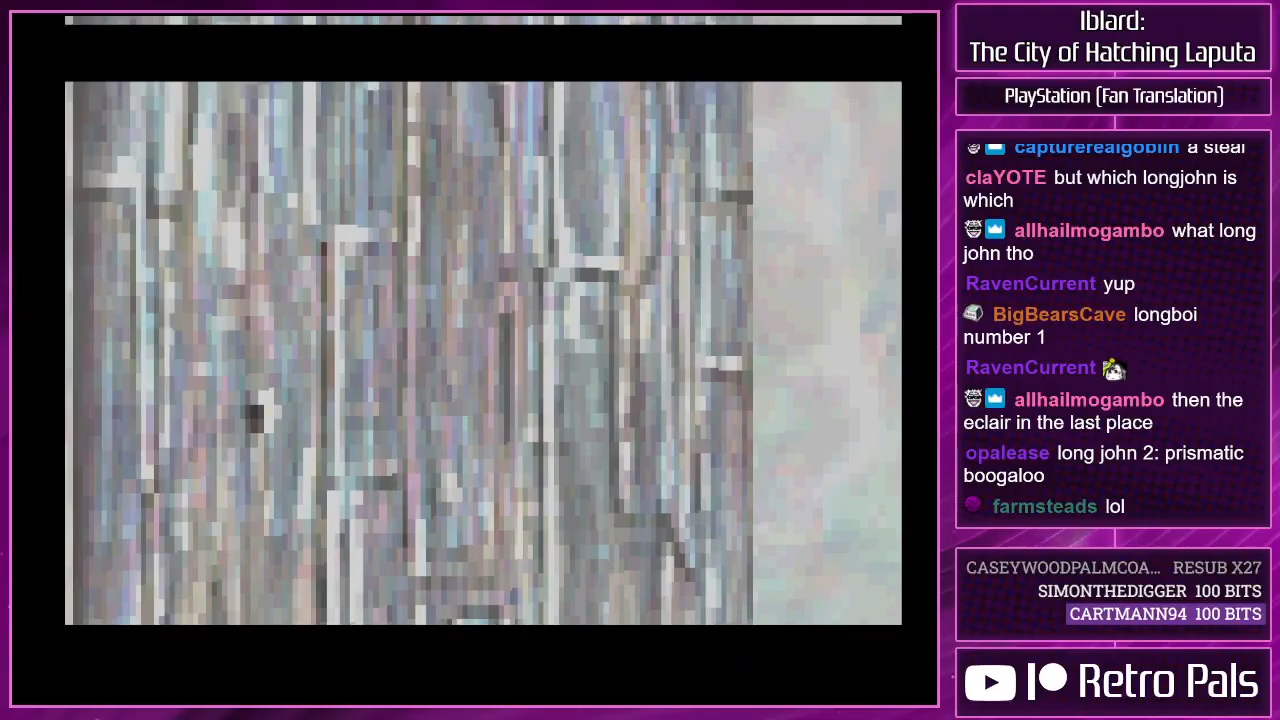 Iblard:
The City of Hatching Laputa
PlayStation (Fan Translation)
capturerealgoblin a steal
claYOTE but which longjohn is
which
allhailmogambo what long
john tho
RavenCurrent yup
BigBearsCave longboi
number 1
RavenCurrent
allhailmogambo then the
eclair in the last place
opalease long john 2: prismatic
boogaloo
farmsteads lol
CASEYWOODPALMCOA... RESUB X27
SIMONTHEDIGGER 100 BITS
CARTMANN94 100 BITS
Retro Pals